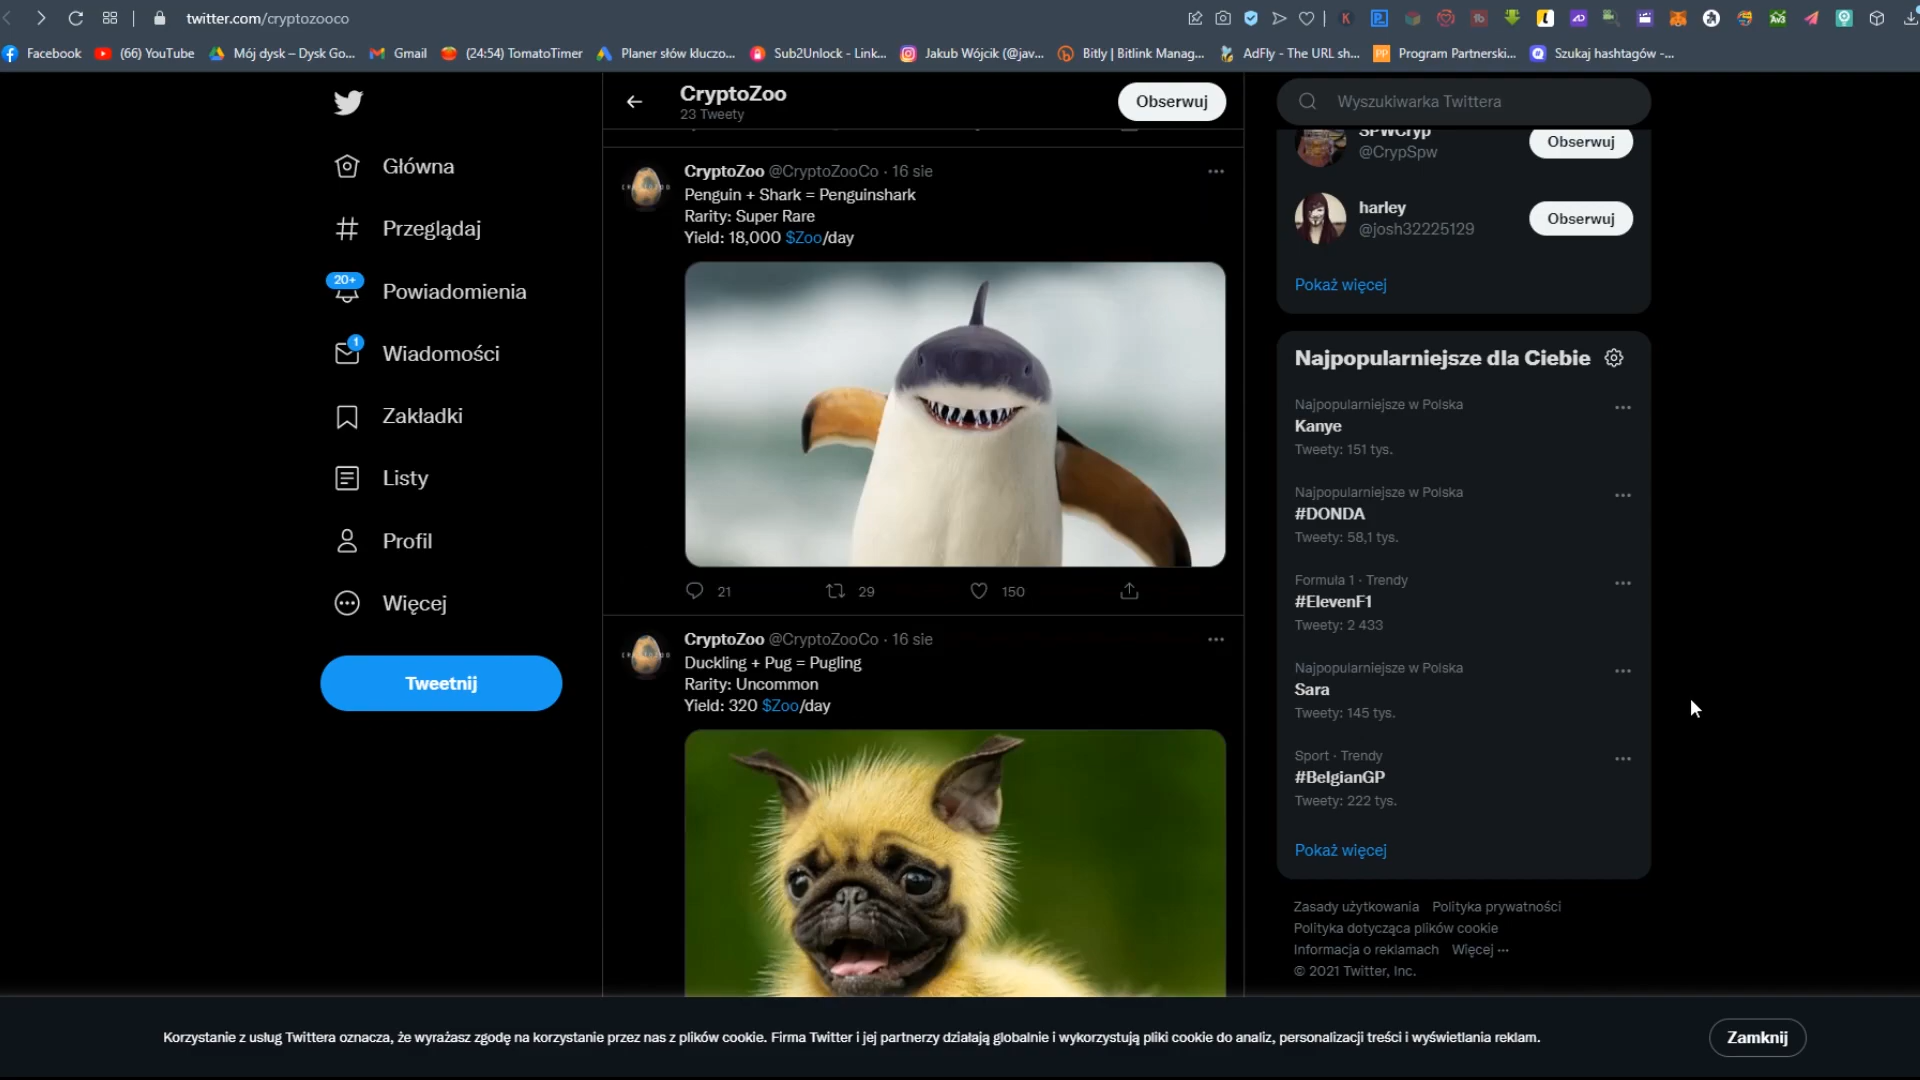 twitter.com/cryptozooco
Facebook
(66) YouTube
Mój dysk – Dysk Go...
Gmail
(24:54) TomatoTimer
Planer słów kluczo...
Sub2Unlock - Link...
Jakub Wójcik (@jav...
Bitly | Bitlink Manag...
AdFly - The URL sh...
Program Partnerski...
Szukaj hashtagów -...
Główna
Przeglądaj
20+
Powiadomienia
1
Wiadomości
Zakładki
Listy
Profil
Więcej
Tweetnij
CryptoZoo
23 Tweety
Obserwuj
CryptoZoo @CryptoZooCo · 16 sie
Penguin + Shark = Penguinshark
Rarity: Super Rare
Yield: 18,000 $Zoo/day
21
29
150
CryptoZoo @CryptoZooCo · 16 sie
Duckling + Pug = Pugling
Rarity: Uncommon
Yield: 320 $Zoo/day
Wyszukiwarka Twittera
SPWCryp
@CrypSpw
Obserwuj
harley
@josh32225129
Obserwuj
Pokaż więcej
Najpopularniejsze dla Ciebie
Najpopularniejsze w Polska
Kanye
Tweety: 151 tys.
Najpopularniejsze w Polska
#DONDA
Tweety: 58,1 tys.
Formula 1 · Trendy
#ElevenF1
Tweety: 2 433
Najpopularniejsze w Polska
Sara
Tweety: 145 tys.
Sport · Trendy
#BelgianGP
Tweety: 222 tys.
Pokaż więcej
Zasady użytkowania Polityka prywatności
Polityka dotycząca plików cookie
Informacja o reklamach Więcej ···
© 2021 Twitter, Inc.
Korzystanie z usług Twittera oznacza, że wyrażasz zgodę na korzystanie przez nas z plików cookie. Firma Twitter i jej partnerzy działają globalnie i wykorzystują pliki cookie do analiz, personalizacji treści i wyświetlania reklam.
Zamknij